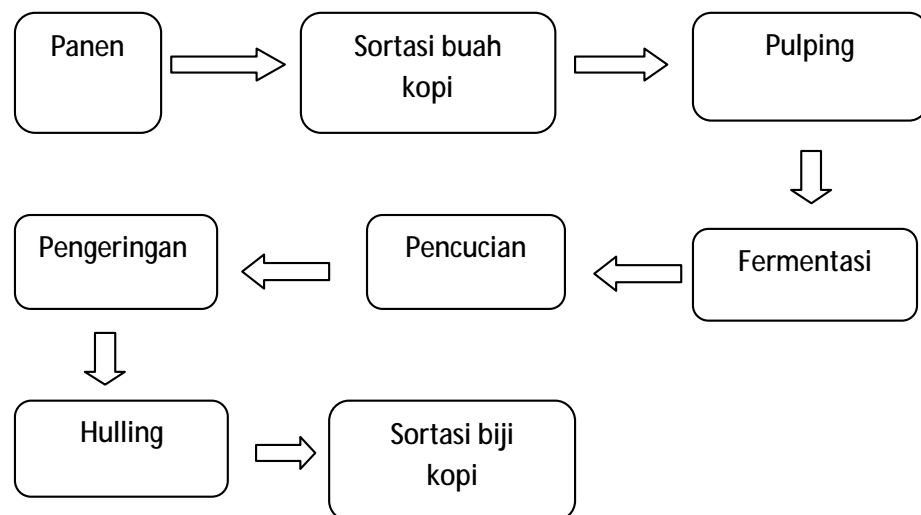 Panen
Sortasi buah
kopi
Pulping
Fermentasi
Pencucian
Pengeringan
Hulling
Sortasi biji
kopi